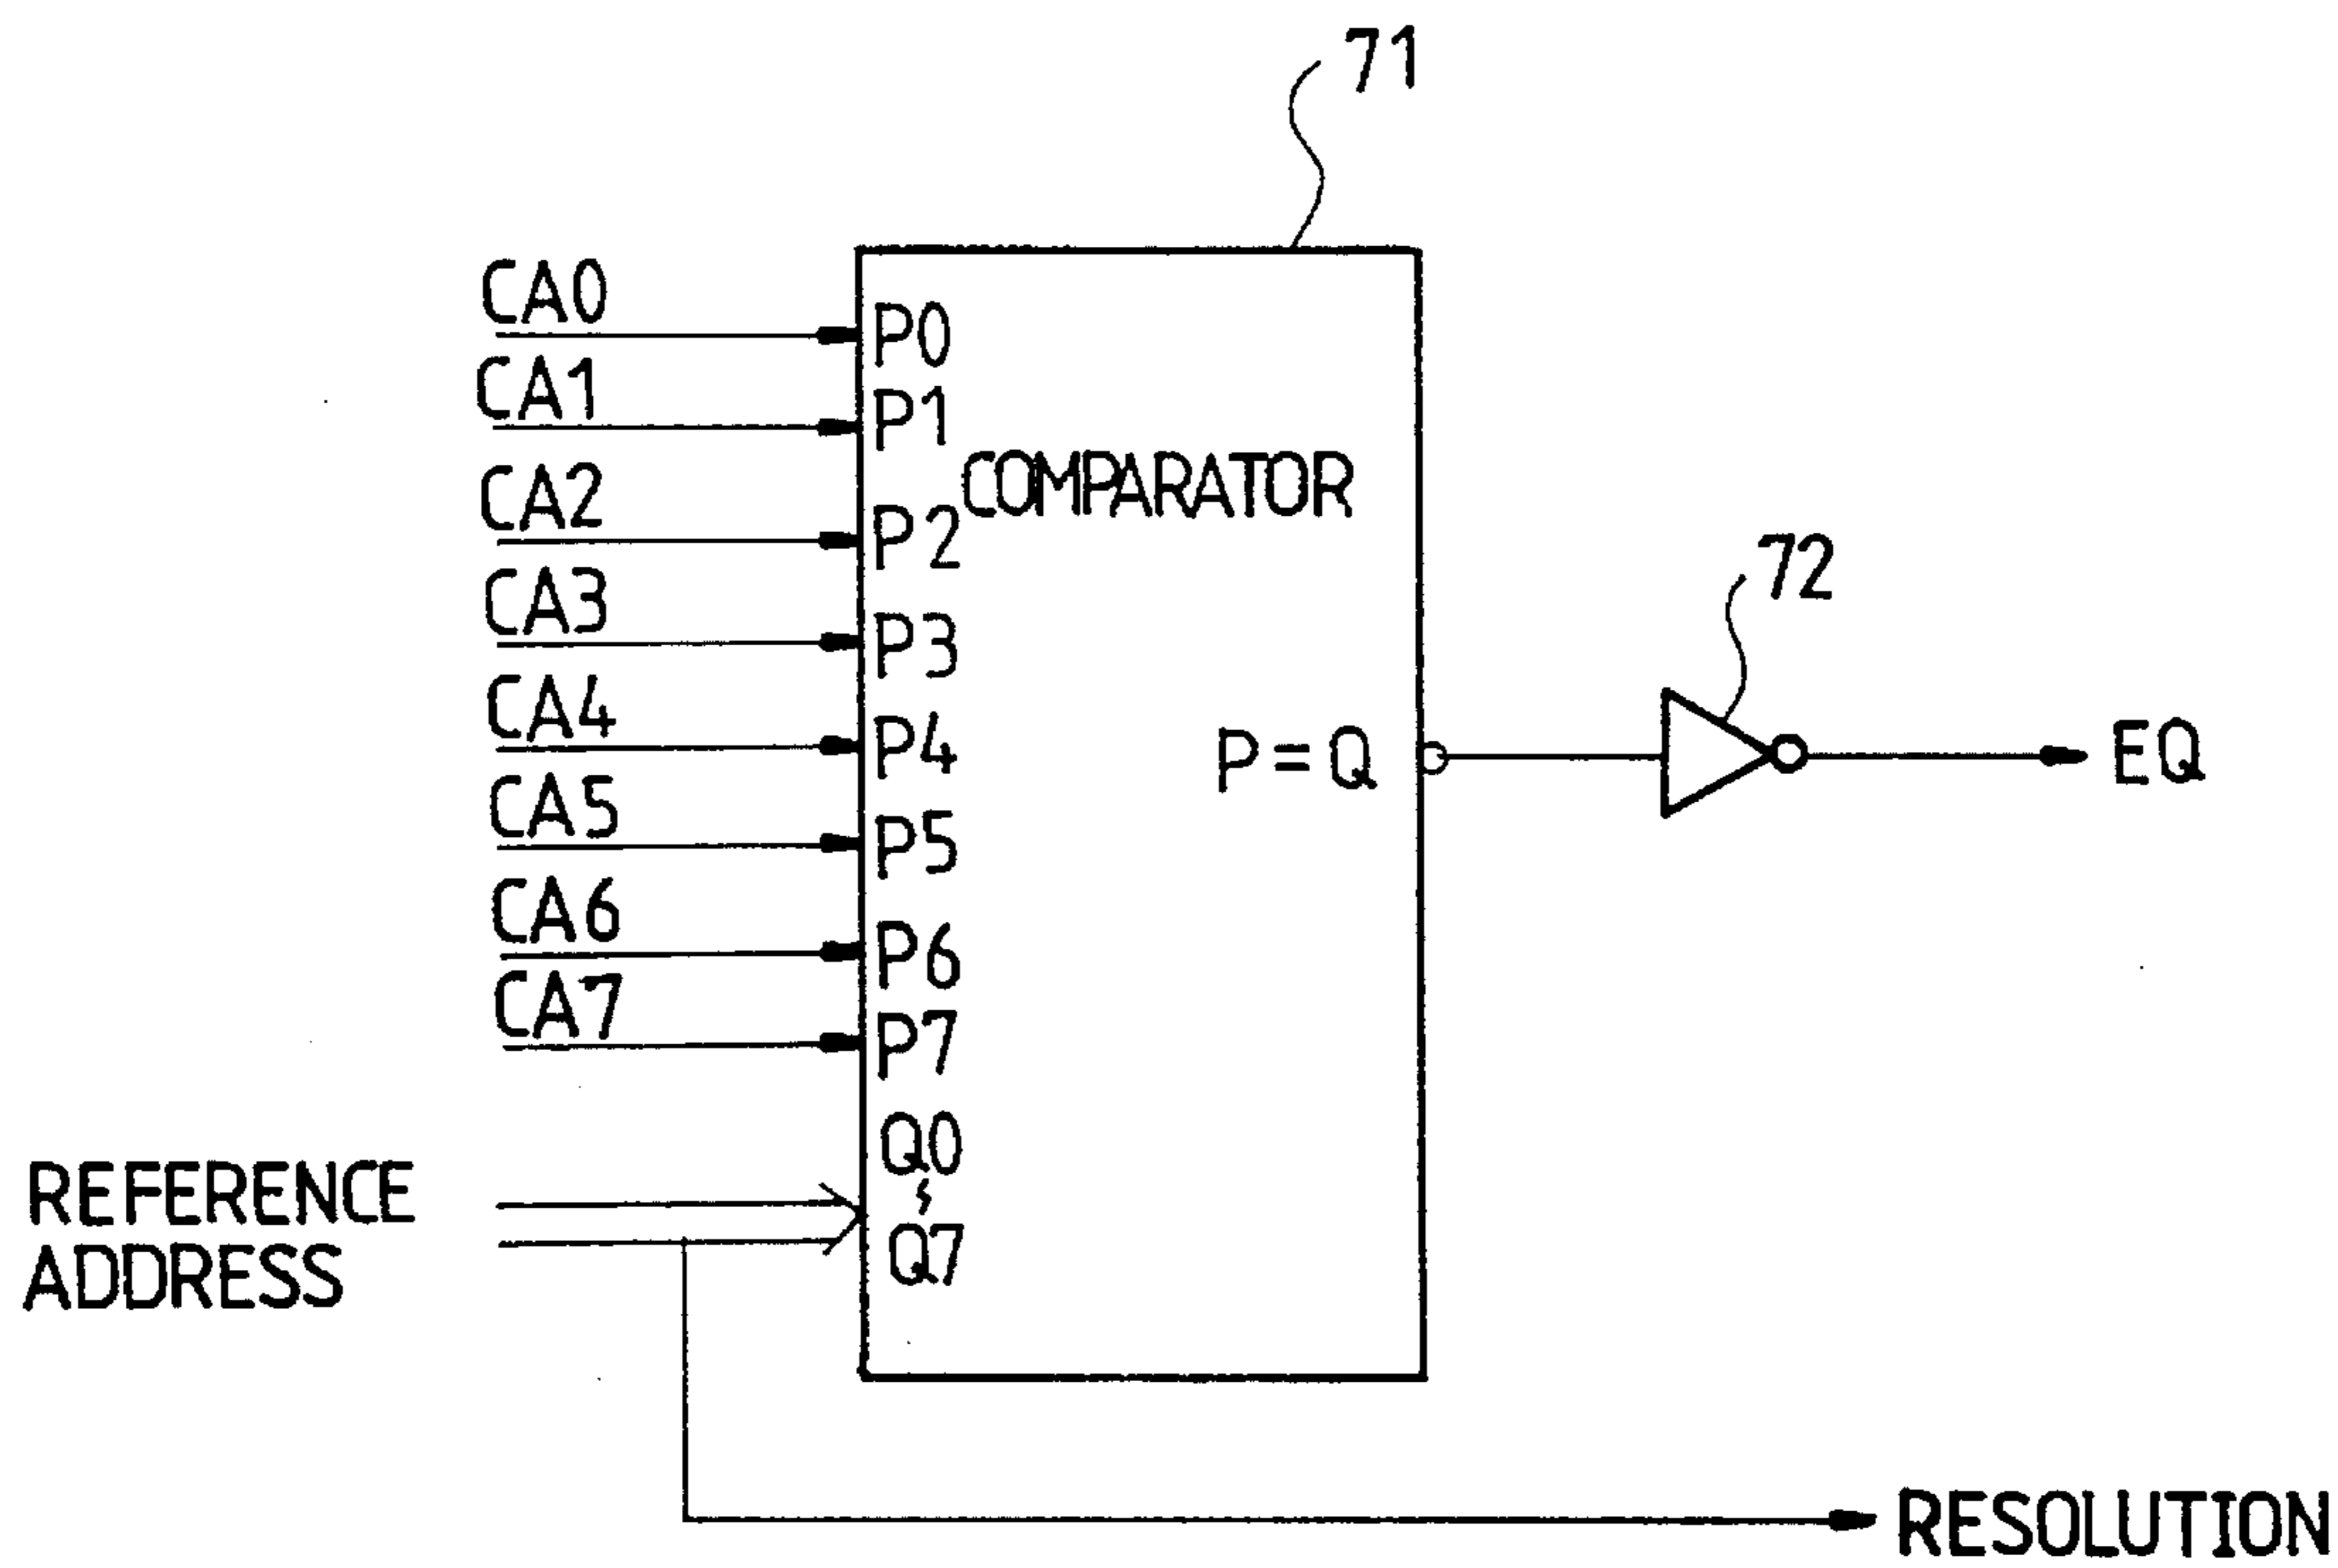 71
CA0
P0
CA1
P1
COMPARATOR
CA2
P2
72
CA3
P3
CA4
P4
P=Q
EQ
CA5
P5
CA6
P6
CA7
P7
Q0
REFERENCE
ADDRESS
Q7
RESOLUTION